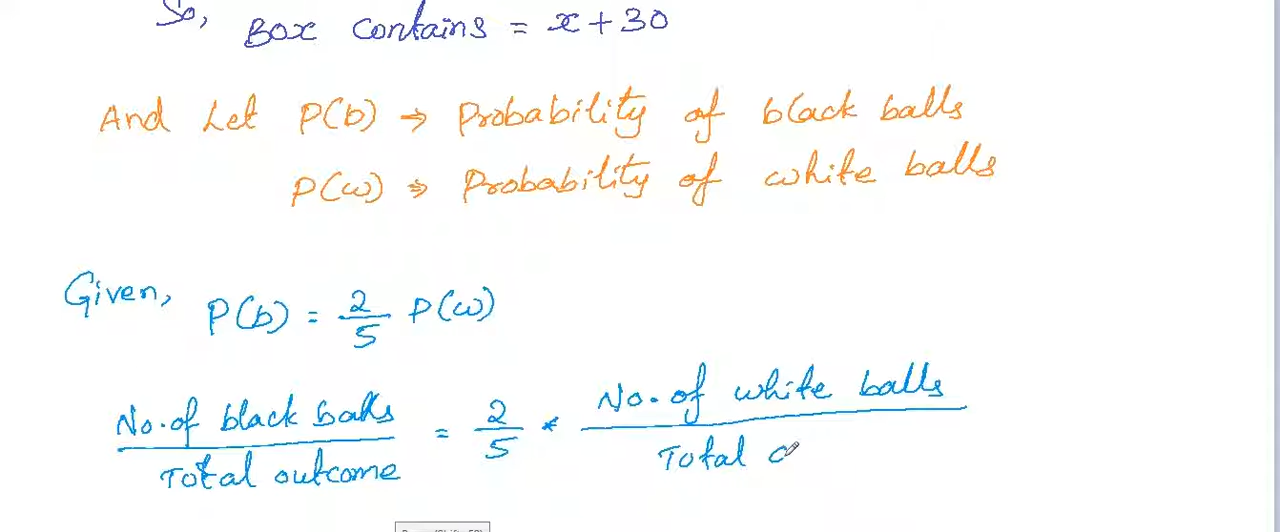 So, Box contains = x + 30
And Let P(b) → Probability of black balls
P(w) → Probability of white balls
Given, P(b) = 2/5 P(w)
No. of black balls / Total outcome = 2/5 * No. of white balls / Total o